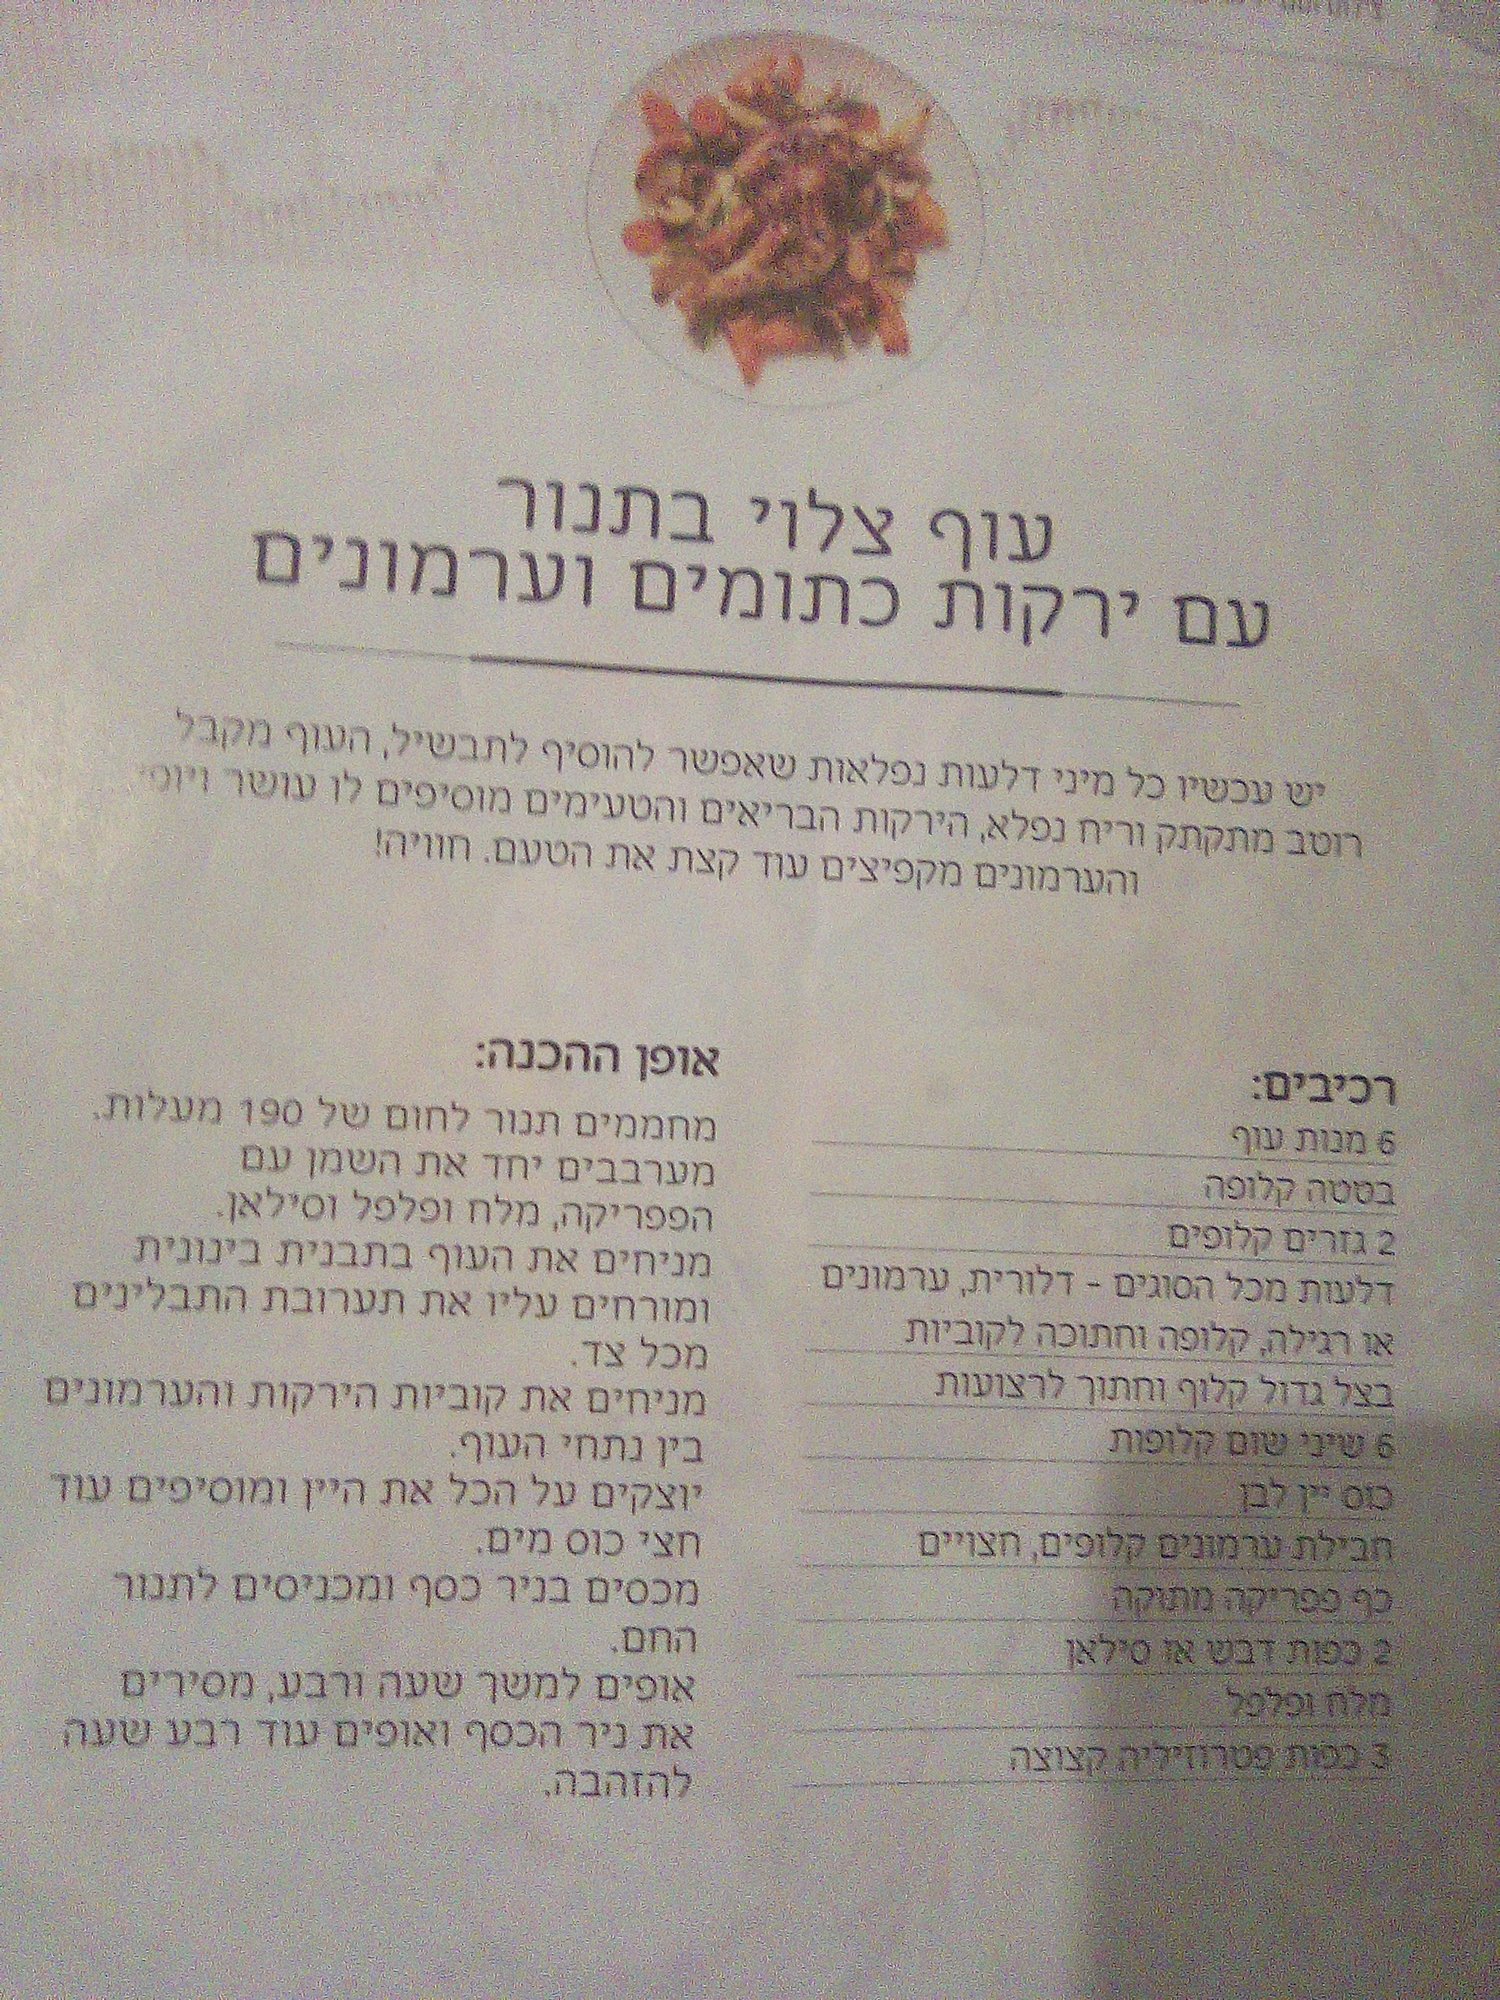 עוף צלוי בתנור
עם ירקות כתומים וערמונים
יש עכשיו כל מיני דלעות נפלאות שאפשר להוסיף לתבשיל, העוף מקבל
רוטב מתקתק וריח נפלא, הירקות הבריאים והטעימים מוסיפים לו עושר ויופי
והערמונים מקפיצים עוד קצת את הטעם. חוויה!
רכיבים:
6 מנות עוף
בטטה קלופה
2 גזרים קלופים
דלעות מכל הסוגים - דלורית, ערמונים
או רגילה, קלופה וחתוכה לקוביות
בצל גדול קלוף וחתוך לרצועות
6 שיני שום קלופות
כוס יין לבן
חבילת ערמונים קלופים, חצויים
כף פפריקה מתוקה
2 כפות דבש או סילאן
מלח ופלפל
3 כפות פטרוזיליה קצוצה
אופן ההכנה:
מחממים תנור לחום של 190 מעלות.
מערבבים יחד את השמן עם
הפפריקה, מלח ופלפל וסילאן.
מניחים את העוף בתבנית בינונית
ומורחים עליו את תערובת התבלינים
מכל צד.
מניחים את קוביות הירקות והערמונים
בין נתחי העוף.
יוצקים על הכל את היין ומוסיפים עוד
חצי כוס מים.
מכסים בניר כסף ומכניסים לתנור
החם.
אופים למשך שעה ורבע, מסירים
את ניר הכסף ואופים עוד רבע שעה
להזהבה.